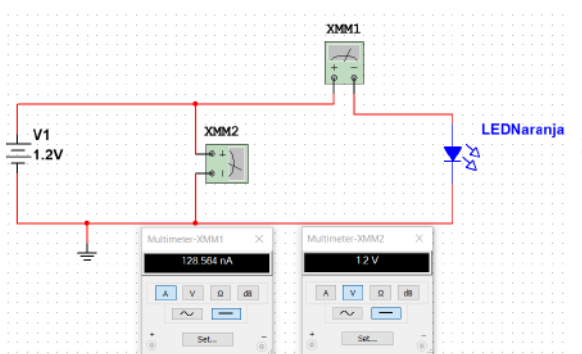 XMM1
LEDNaranja
V1
1.2V
XMM2
Multimeter-XMM1
128.564 nA
A V Ω dB
Set...
Multimeter-XMM2
1.2 V
A V Ω dB
Set...